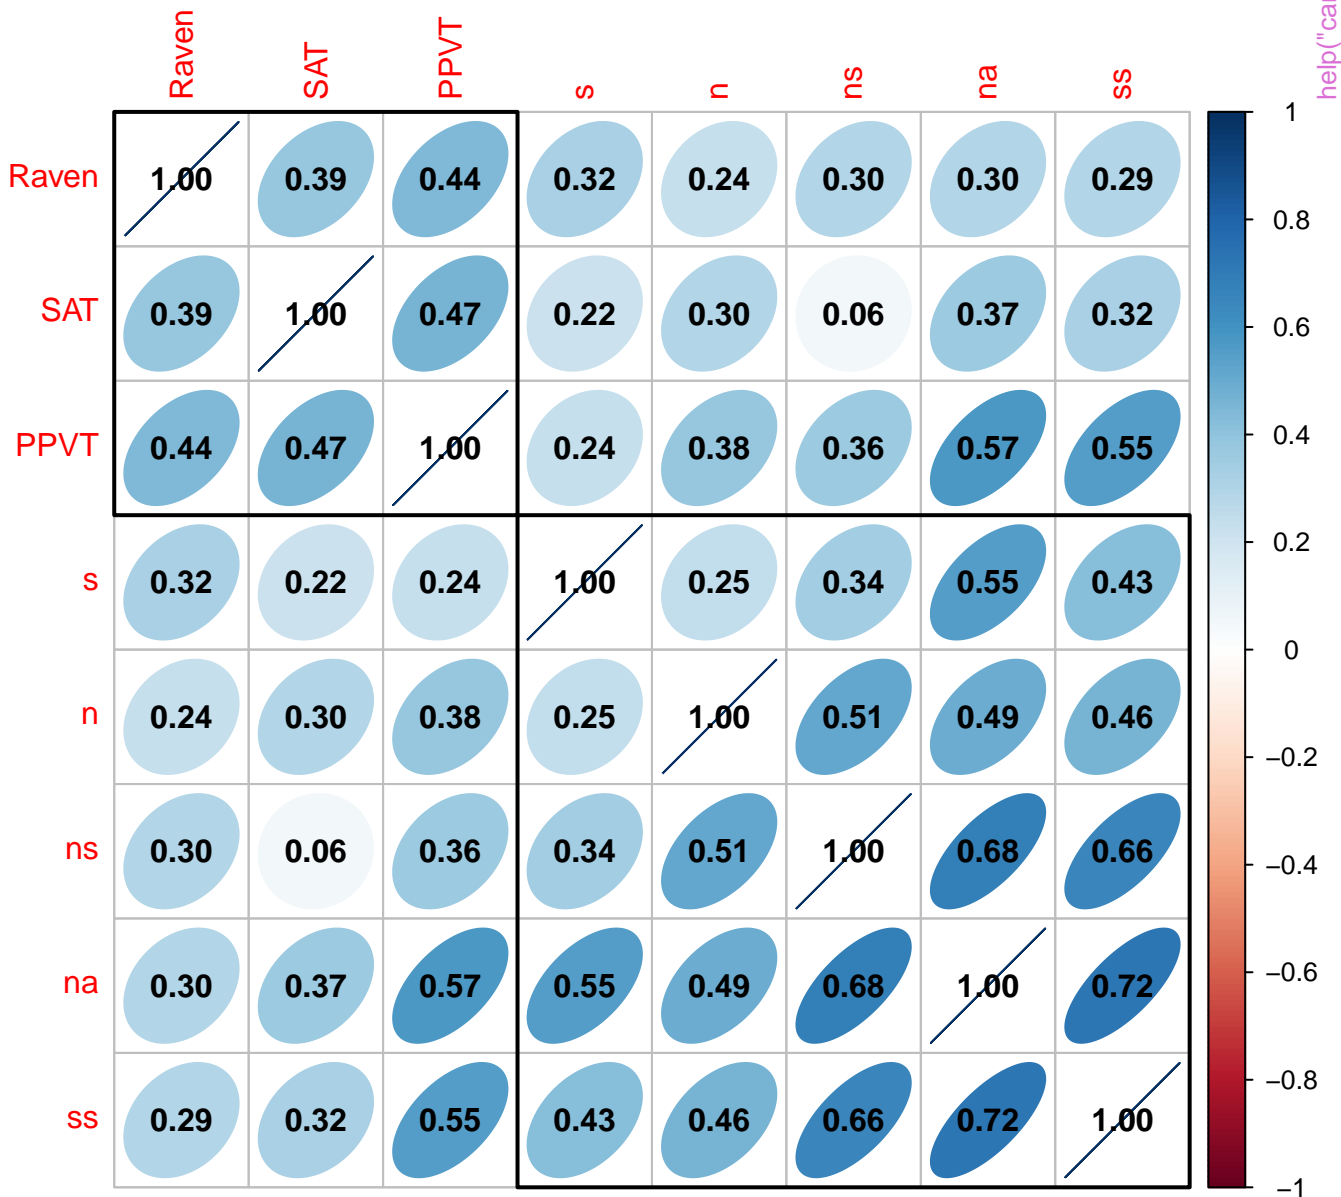 Raven SAT PPVT s n ns na ss
Raven 1.00 0.39 0.44 0.32 0.24 0.30 0.30 0.29
SAT 0.39 1.00 0.47 0.22 0.30 0.06 0.37 0.32
PPVT 0.44 0.47 1.00 0.24 0.38 0.36 0.57 0.55
s 0.32 0.22 0.24 1.00 0.25 0.34 0.55 0.43
n 0.24 0.30 0.38 0.25 1.00 0.51 0.49 0.46
ns 0.30 0.06 0.36 0.34 0.51 1.00 0.68 0.66
na 0.30 0.37 0.57 0.55 0.49 0.68 1.00 0.72
ss 0.29 0.32 0.55 0.43 0.46 0.66 0.72 1.00
1
0.8
0.6
0.4
0.2
0
−0.2
−0.4
−0.6
−0.8
−1